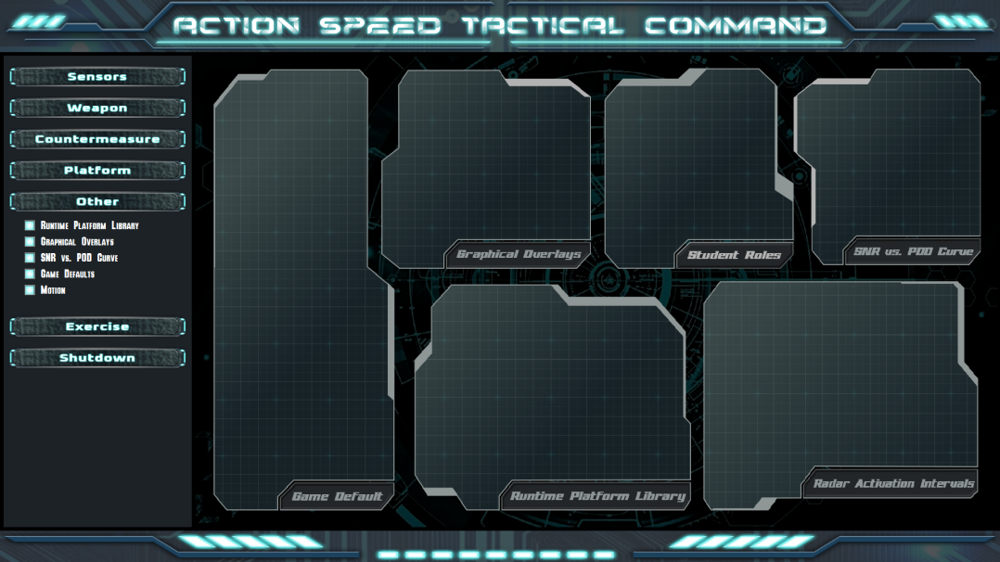 ACTION SPEED TACTICAL COMMAND
Sensors
Weapon
Countermeasure
Platform
Other
Runtime Platform Library
Graphical Overlays
SNR vs. POD Curve
Game Defaults
Motion
Exercise
Shutdown
Graphical Overlays
Student Roles
SNR vs. POD Curve
Game Default
Runtime Platform Library
Radar Activation Intervals